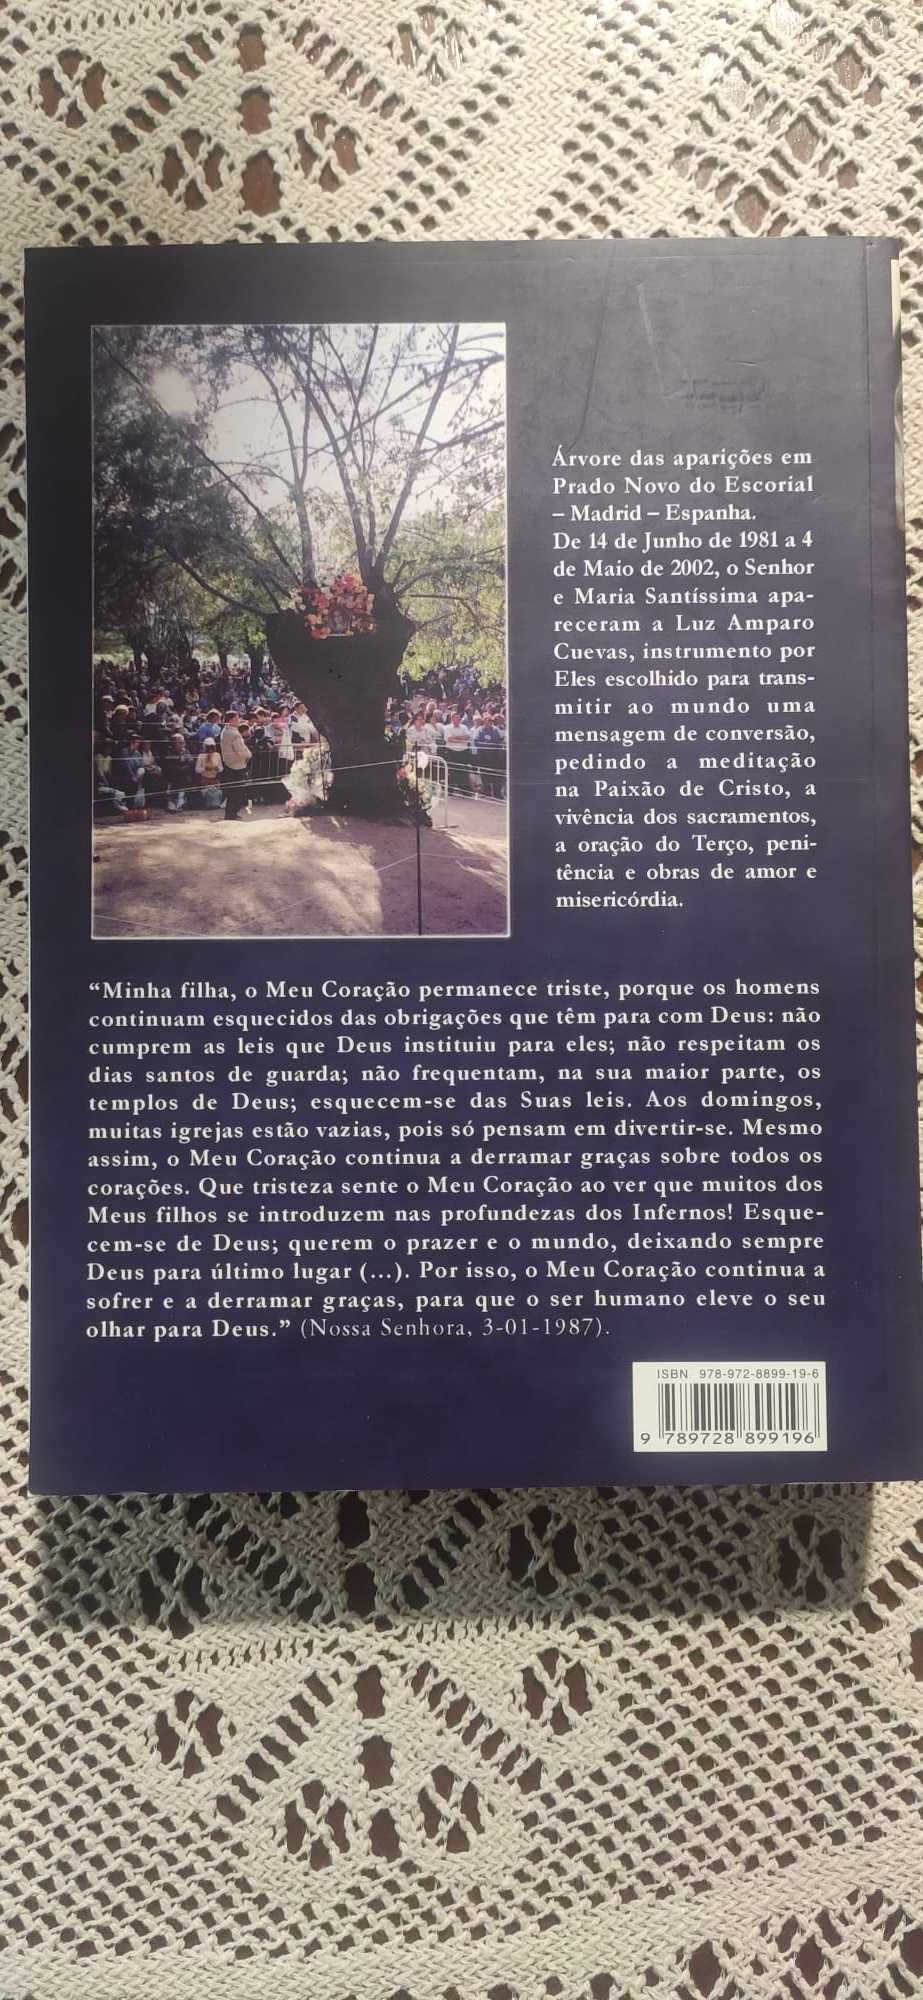 Árvore das aparições em
Prado Novo do Escorial
– Madrid – Espanha.
De 14 de Junho de 1981 a 4
de Maio de 2002, o Senhor
e Maria Santíssima apa-
receram a Luz Amparo
Cuevas, instrumento por
Eles escolhido para trans-
mitir ao mundo uma
mensagem de conversão,
pedindo a meditação
na Paixão de Cristo, a
vivência dos sacramentos,
a oração do Terço, peni-
tência e obras de amor e
misericórdia.
“Minha filha, o Meu Coração permanece triste, porque os homens
continuam esquecidos das obrigações que têm para com Deus: não
cumprem as leis que Deus instituiu para eles; não respeitam os
dias santos de guarda; não frequentam, na sua maior parte, os
templos de Deus; esquecem-se das Suas leis. Aos domingos,
muitas igrejas estão vazias, pois só pensam em divertir-se. Mesmo
assim, o Meu Coração continua a derramar graças sobre todos os
corações. Que tristeza sente o Meu Coração ao ver que muitos dos
Meus filhos se introduzem nas profundezas dos Infernos! Esque-
cem-se de Deus; querem o prazer e o mundo, deixando sempre
Deus para último lugar (...). Por isso, o Meu Coração continua a
sofrer e a derramar graças, para que o ser humano eleve o seu
olhar para Deus.” (Nossa Senhora, 3-01-1987).
ISBN 978-972-8899-19-6
9 789728 899196